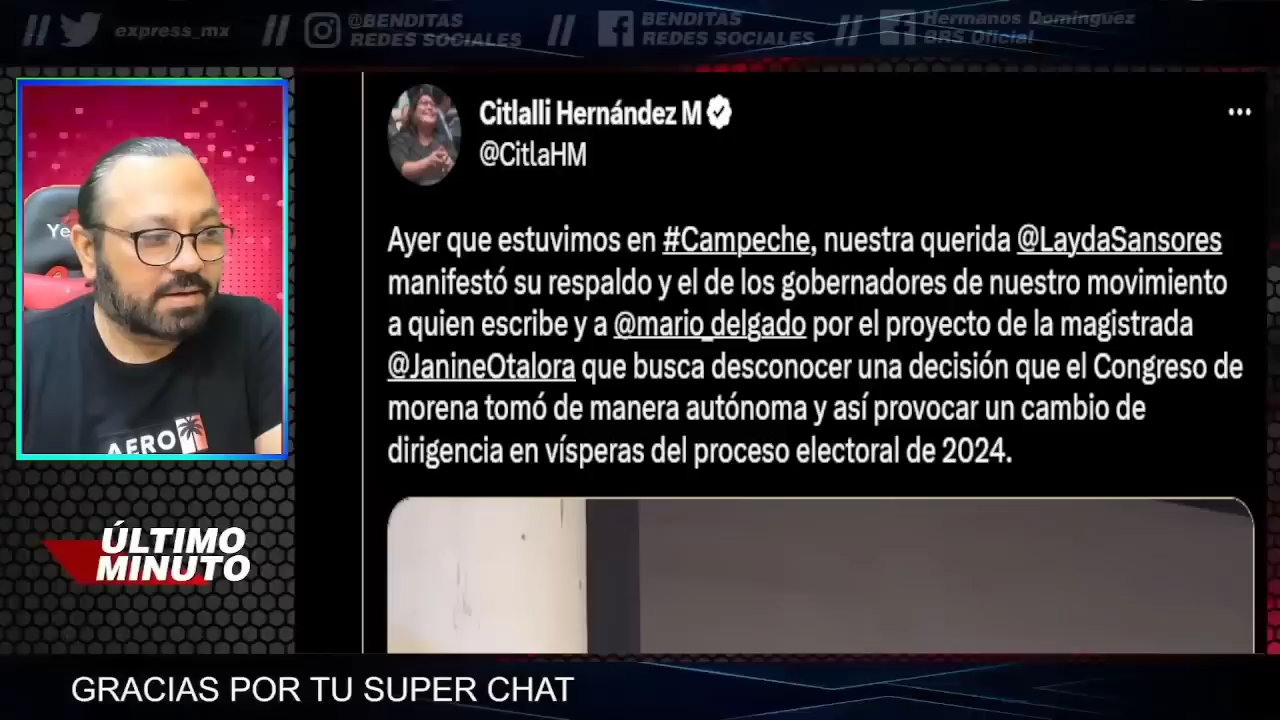 // express_mx // @BENDITAS REDES SOCIALES // BENDITAS REDES SOCIALES // Hermanos Domínguez BRS Oficial
Citlalli Hernández M
@CitlaHM
Ayer que estuvimos en #Campeche, nuestra querida @LaydaSansores
manifestó su respaldo y el de los gobernadores de nuestro movimiento
a quien escribe y a @mario_delgado por el proyecto de la magistrada
@JanineOtalora que busca desconocer una decisión que el Congreso de
morena tomó de manera autónoma y así provocar un cambio de
dirigencia en vísperas del proceso electoral de 2024.
Ye
AERO
ÚLTIMO
MINUTO
GRACIAS POR TU SUPER CHAT